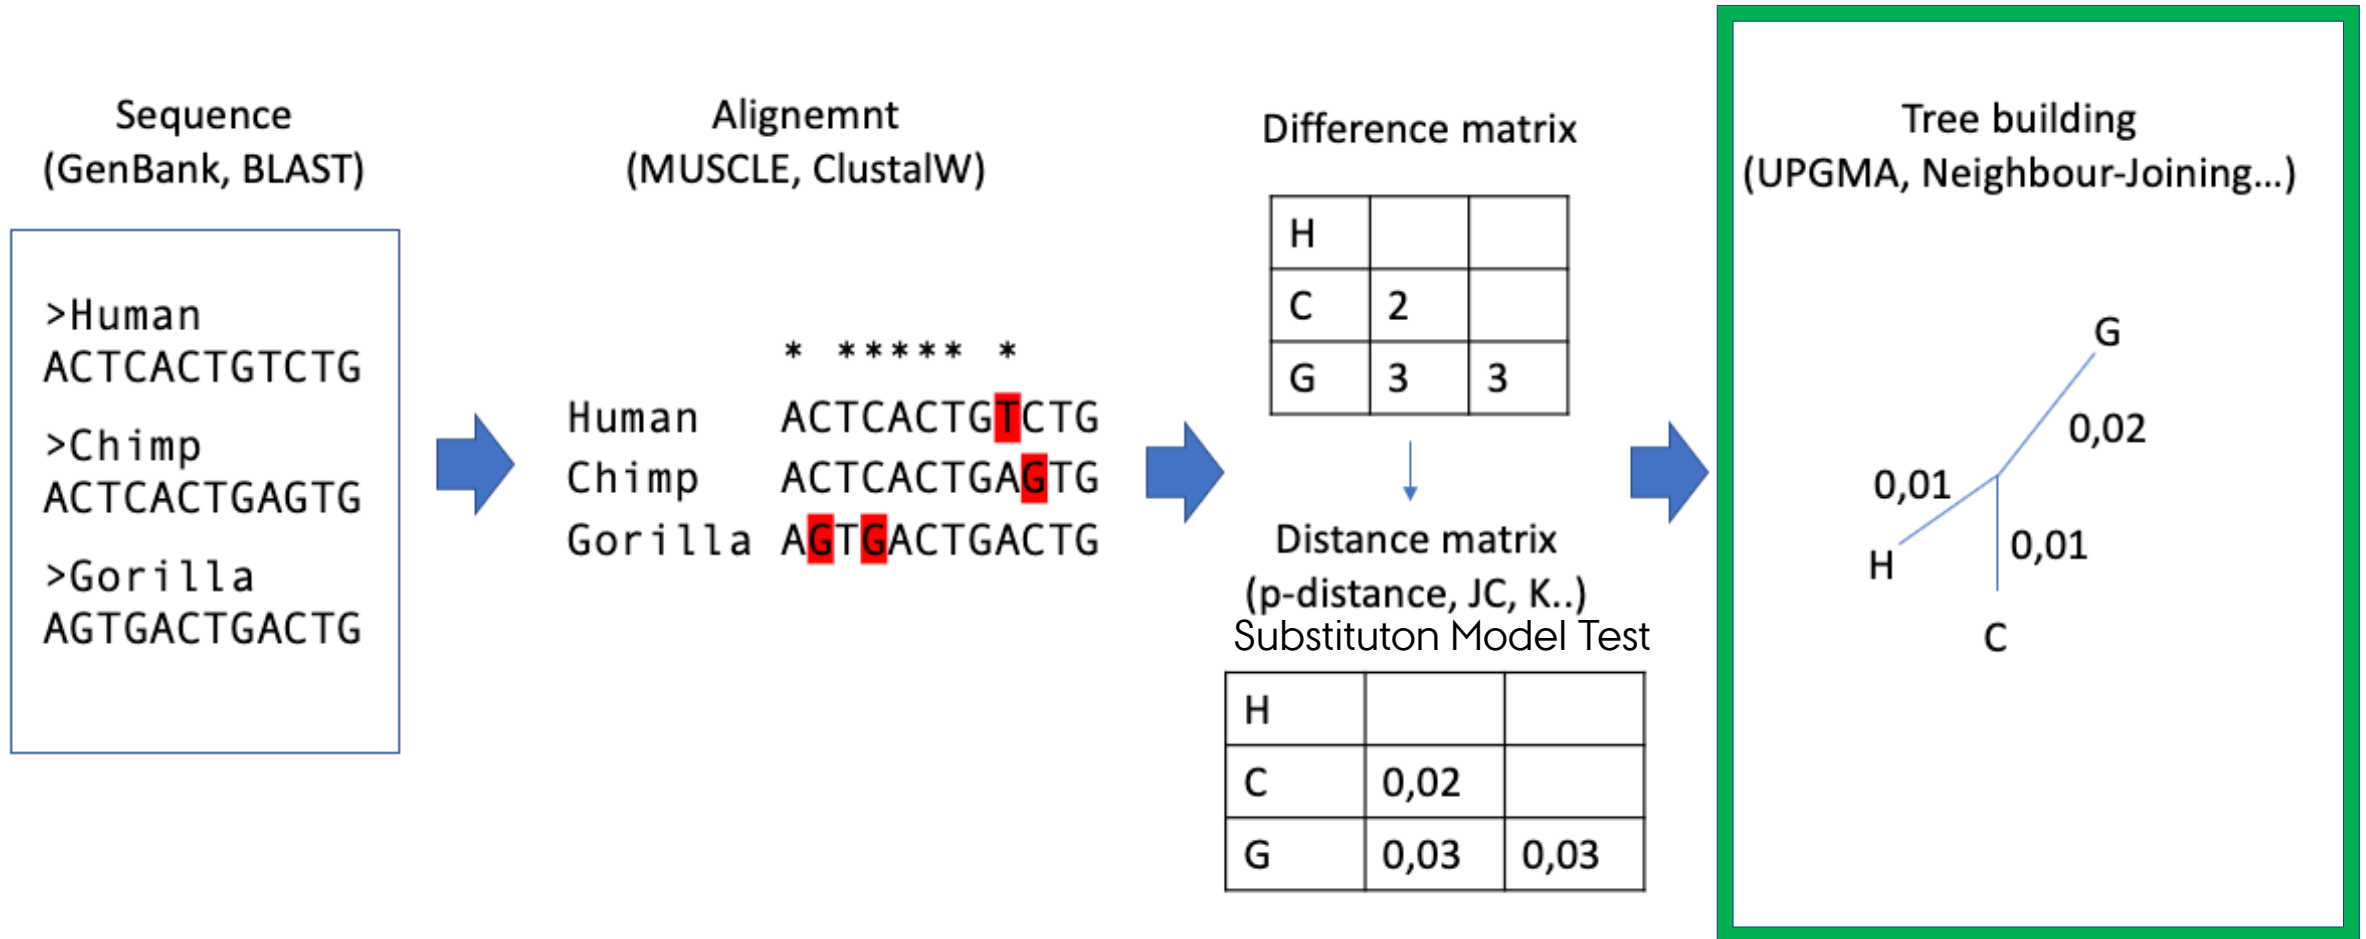 Sequence
(GenBank, BLAST)
>Human
ACTCACTGTCTG
>Chimp
ACTCACTGAGTG
>Gorilla
AGTGACTGACTG
Alignemnt
(MUSCLE, ClustalW)
* ***** *
Human ACTCACTGTCTG
Chimp ACTCACTGAGTG
Gorilla AGTGACTGACTG
Difference matrix
H
C 2
G 3 3
Distance matrix
(p-distance, JC, K..)
Substituton Model Test
H
C 0,02
G 0,03 0,03
Tree building
(UPGMA, Neighbour-Joining...)
G
0,02
0,01
H
0,01
C